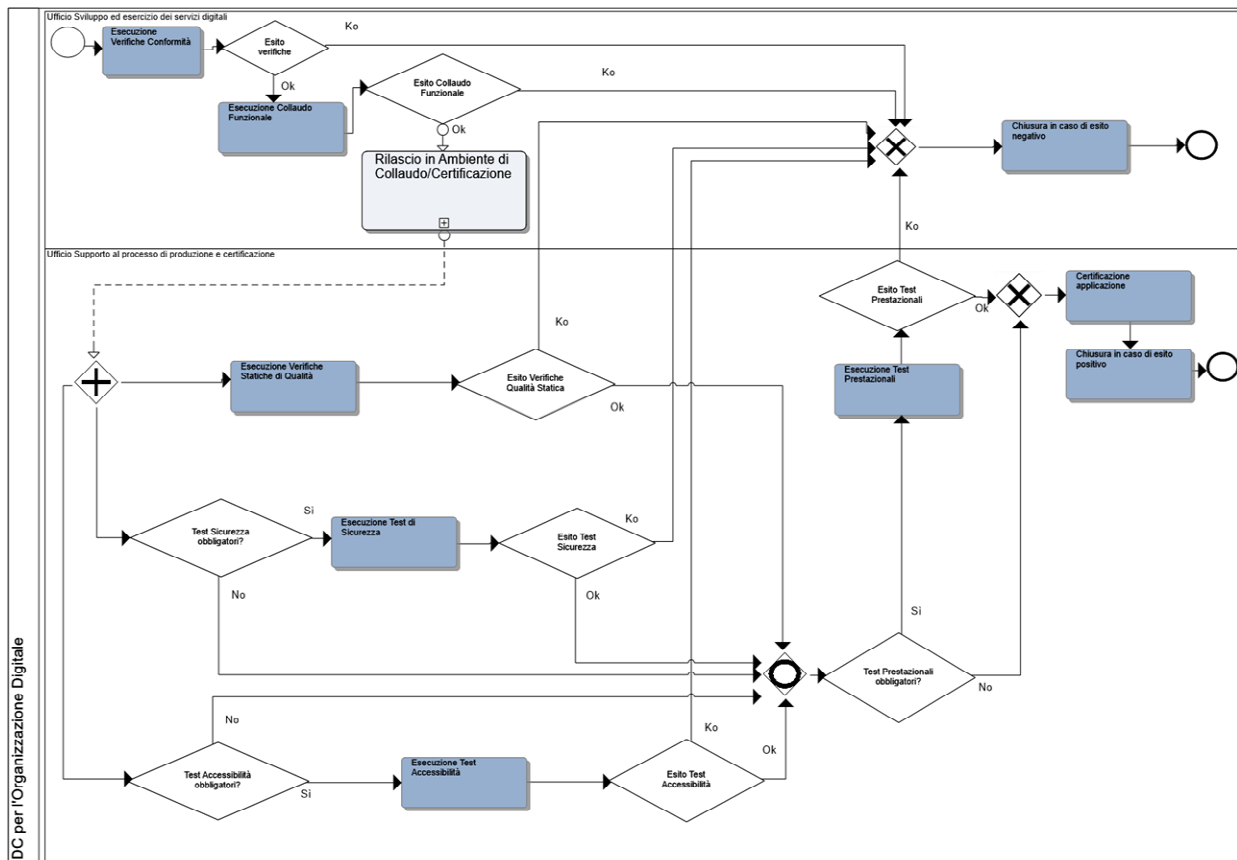 DC per l'Organizzazione Digitale
Ufficio Sviluppo ed esercizio dei servizi digitali
Esecuzione
Verifiche Conformità
Esito
verifiche
Ko
Ok
Esecuzione Collaudo
Funzionale
Esito Collaudo
Funzionale
Ko
Ok
Rilascio in Ambiente di
Collaudo/Certificazione
Chiusura in caso di esito
negativo
Ko
Ufficio Supporto al processo di produzione e certificazione
Esito Test
Prestazionali
Ok
Certificazione
applicazione
Chiusura in caso di esito
positivo
Esecuzione Verifiche
Statiche di Qualità
Ko
Esito Verifiche
Qualità Statica
Ok
Esecuzione Test
Prestazionali
Test Sicurezza
obbligatori?
Sì
Esecuzione Test di
Sicurezza
Esito Test
Sicurezza
Ko
No
Ok
Sì
Test Prestazionali
obbligatori?
No
No
Test Accessibilità
obbligatori?
Sì
Esecuzione Test
Accessibilità
Ko
Esito Test
Accessibilità
Ok